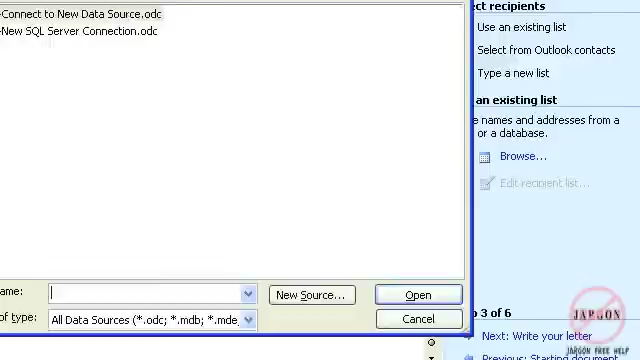 -Connect to New Data Source.odc
-New SQL Server Connection.odc
ame:
New Source...
Open
of type:
All Data Sources (*.odc; *.mdb; *.mde
Cancel
ct recipients
Use an existing list
Select from Outlook contacts
Type a new list
an existing list
e names and addresses from a
or a database.
Browse...
Edit recipient list...
p 3 of 6
Next: Write your letter
Previous: Starting document
JARGON
JARGON FREE HELP